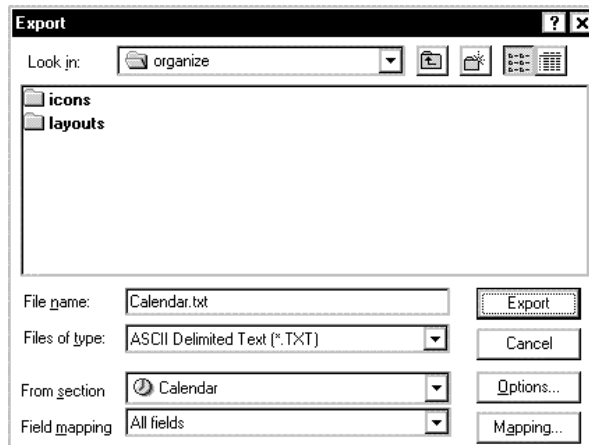 Export
Look in: organize
icons
layouts
File name: Calendar.txt Export
Files of type: ASCII Delimited Text (*.TXT) Cancel
From section Calendar Options...
Field mapping All fields Mapping...